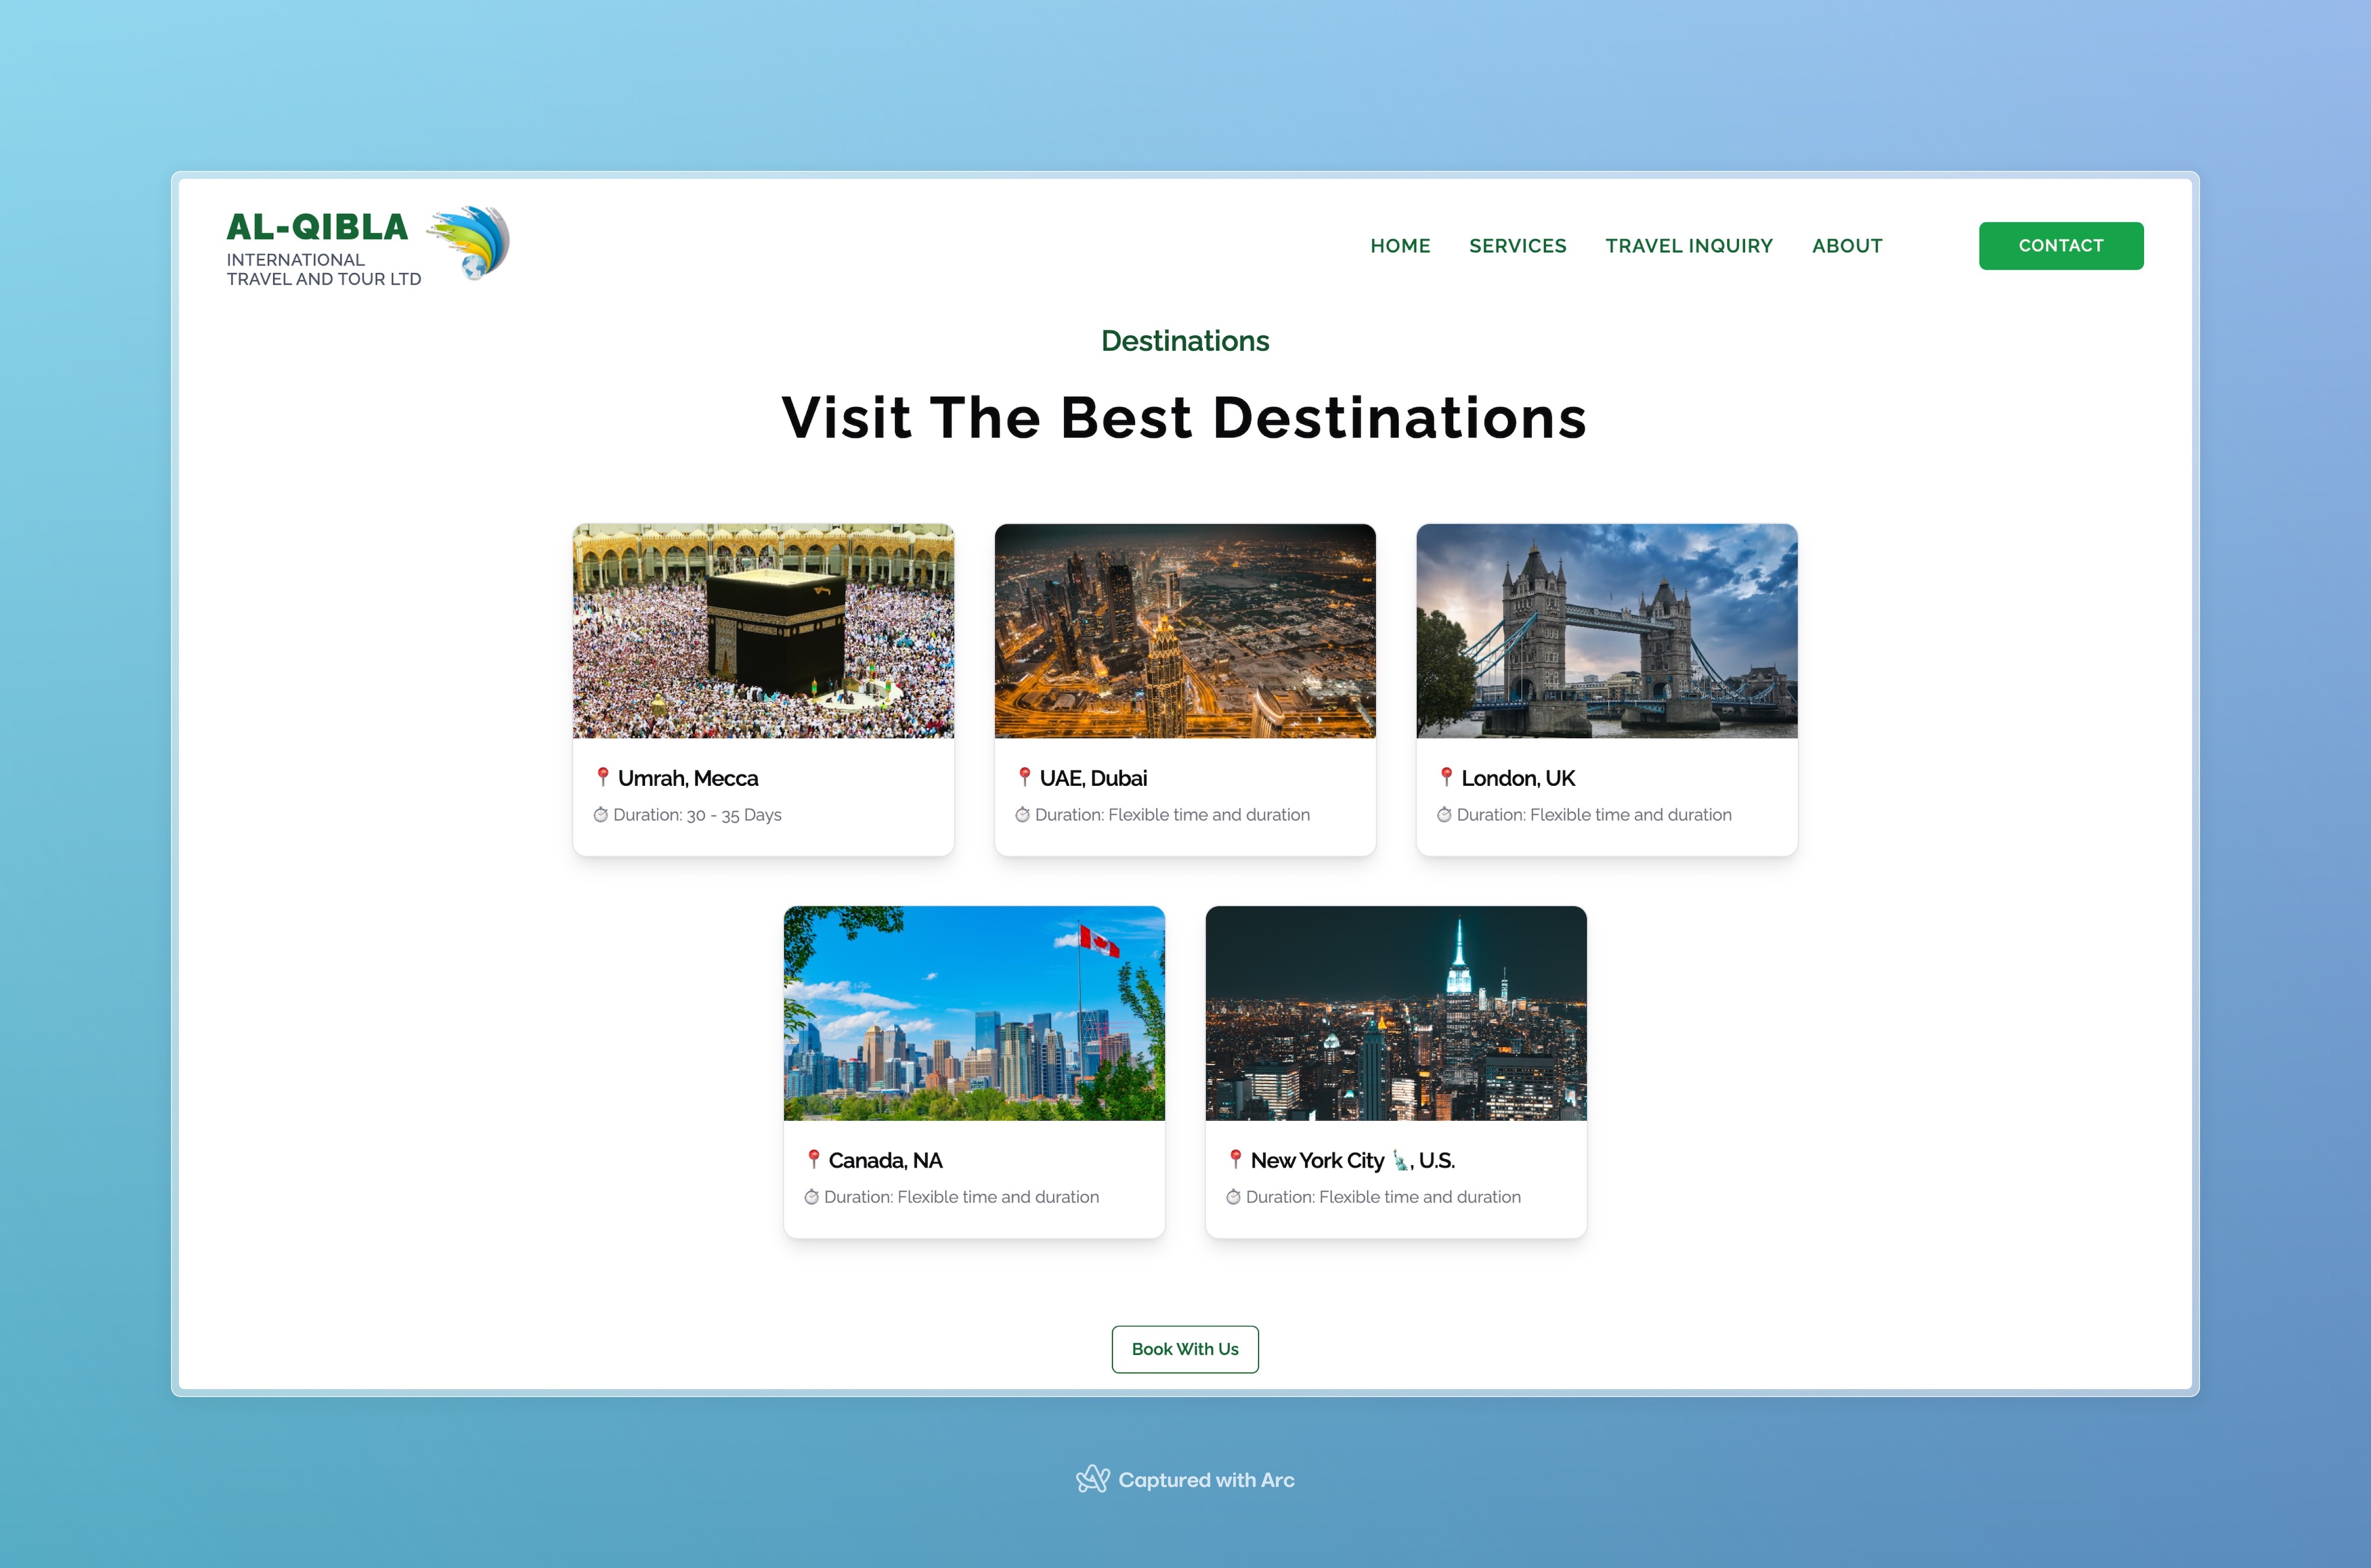 AL-QIBLA
INTERNATIONAL
TRAVEL AND TOUR LTD
HOME
SERVICES
TRAVEL INQUIRY
ABOUT
CONTACT
Destinations
Visit The Best Destinations
📍 Umrah, Mecca
⏱ Duration: 30 - 35 Days
📍 UAE, Dubai
⏱ Duration: Flexible time and duration
📍 London, UK
⏱ Duration: Flexible time and duration
📍 Canada, NA
⏱ Duration: Flexible time and duration
📍 New York City 🗽, U.S.
⏱ Duration: Flexible time and duration
Book With Us
Captured with Arc